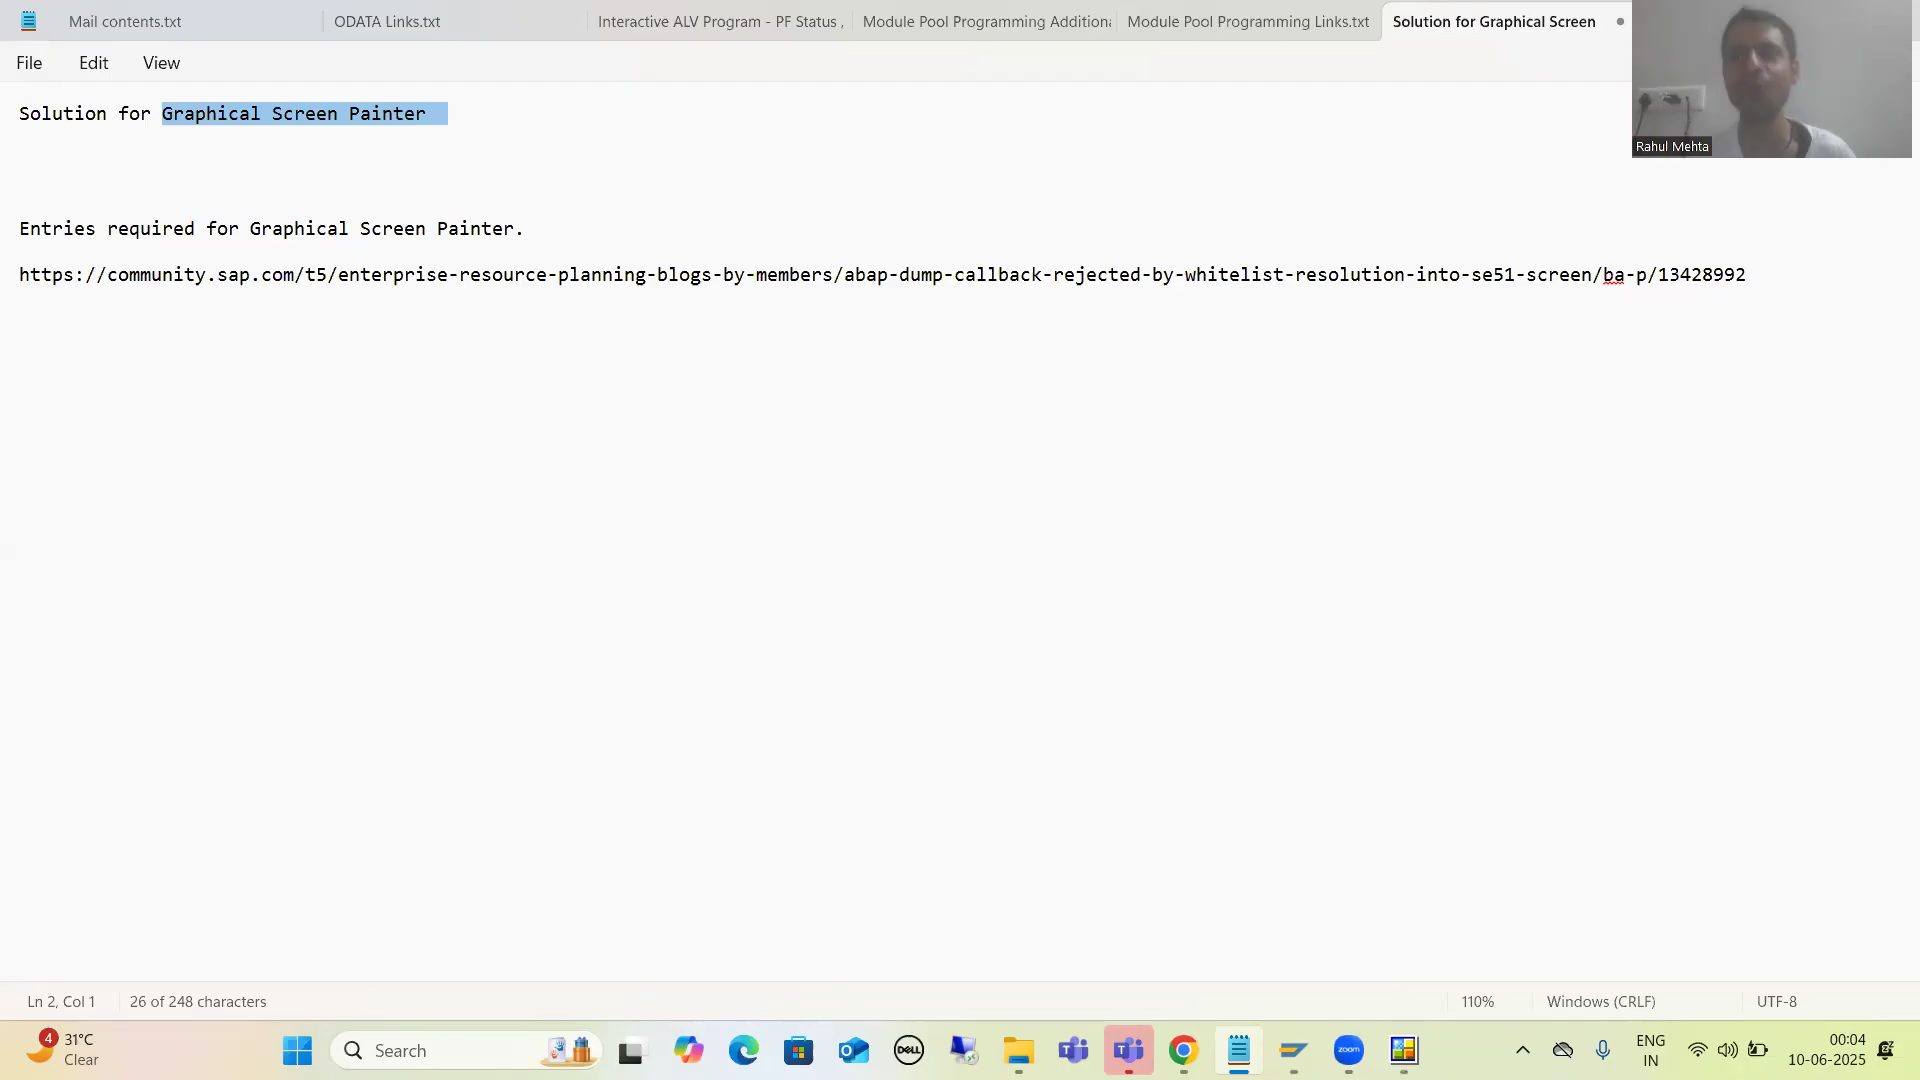 Mail contents.txt
ODATA Links.txt
Interactive ALV Program - PF Status ,
Module Pool Programming Additiona
Module Pool Programming Links.txt
Solution for Graphical Screen
File
Edit
View
Rahul Mehta
Solution for Graphical Screen Painter
Entries required for Graphical Screen Painter.
https://community.sap.com/t5/enterprise-resource-planning-blogs-by-members/abap-dump-callback-rejected-by-whitelist-resolution-into-se51-screen/ba-p/13428992
Ln 2, Col 1
26 of 248 characters
110%
Windows (CRLF)
UTF-8
4
31°C
Clear
Search
DELL
zoom
ENG
IN
00:04
10-06-2025